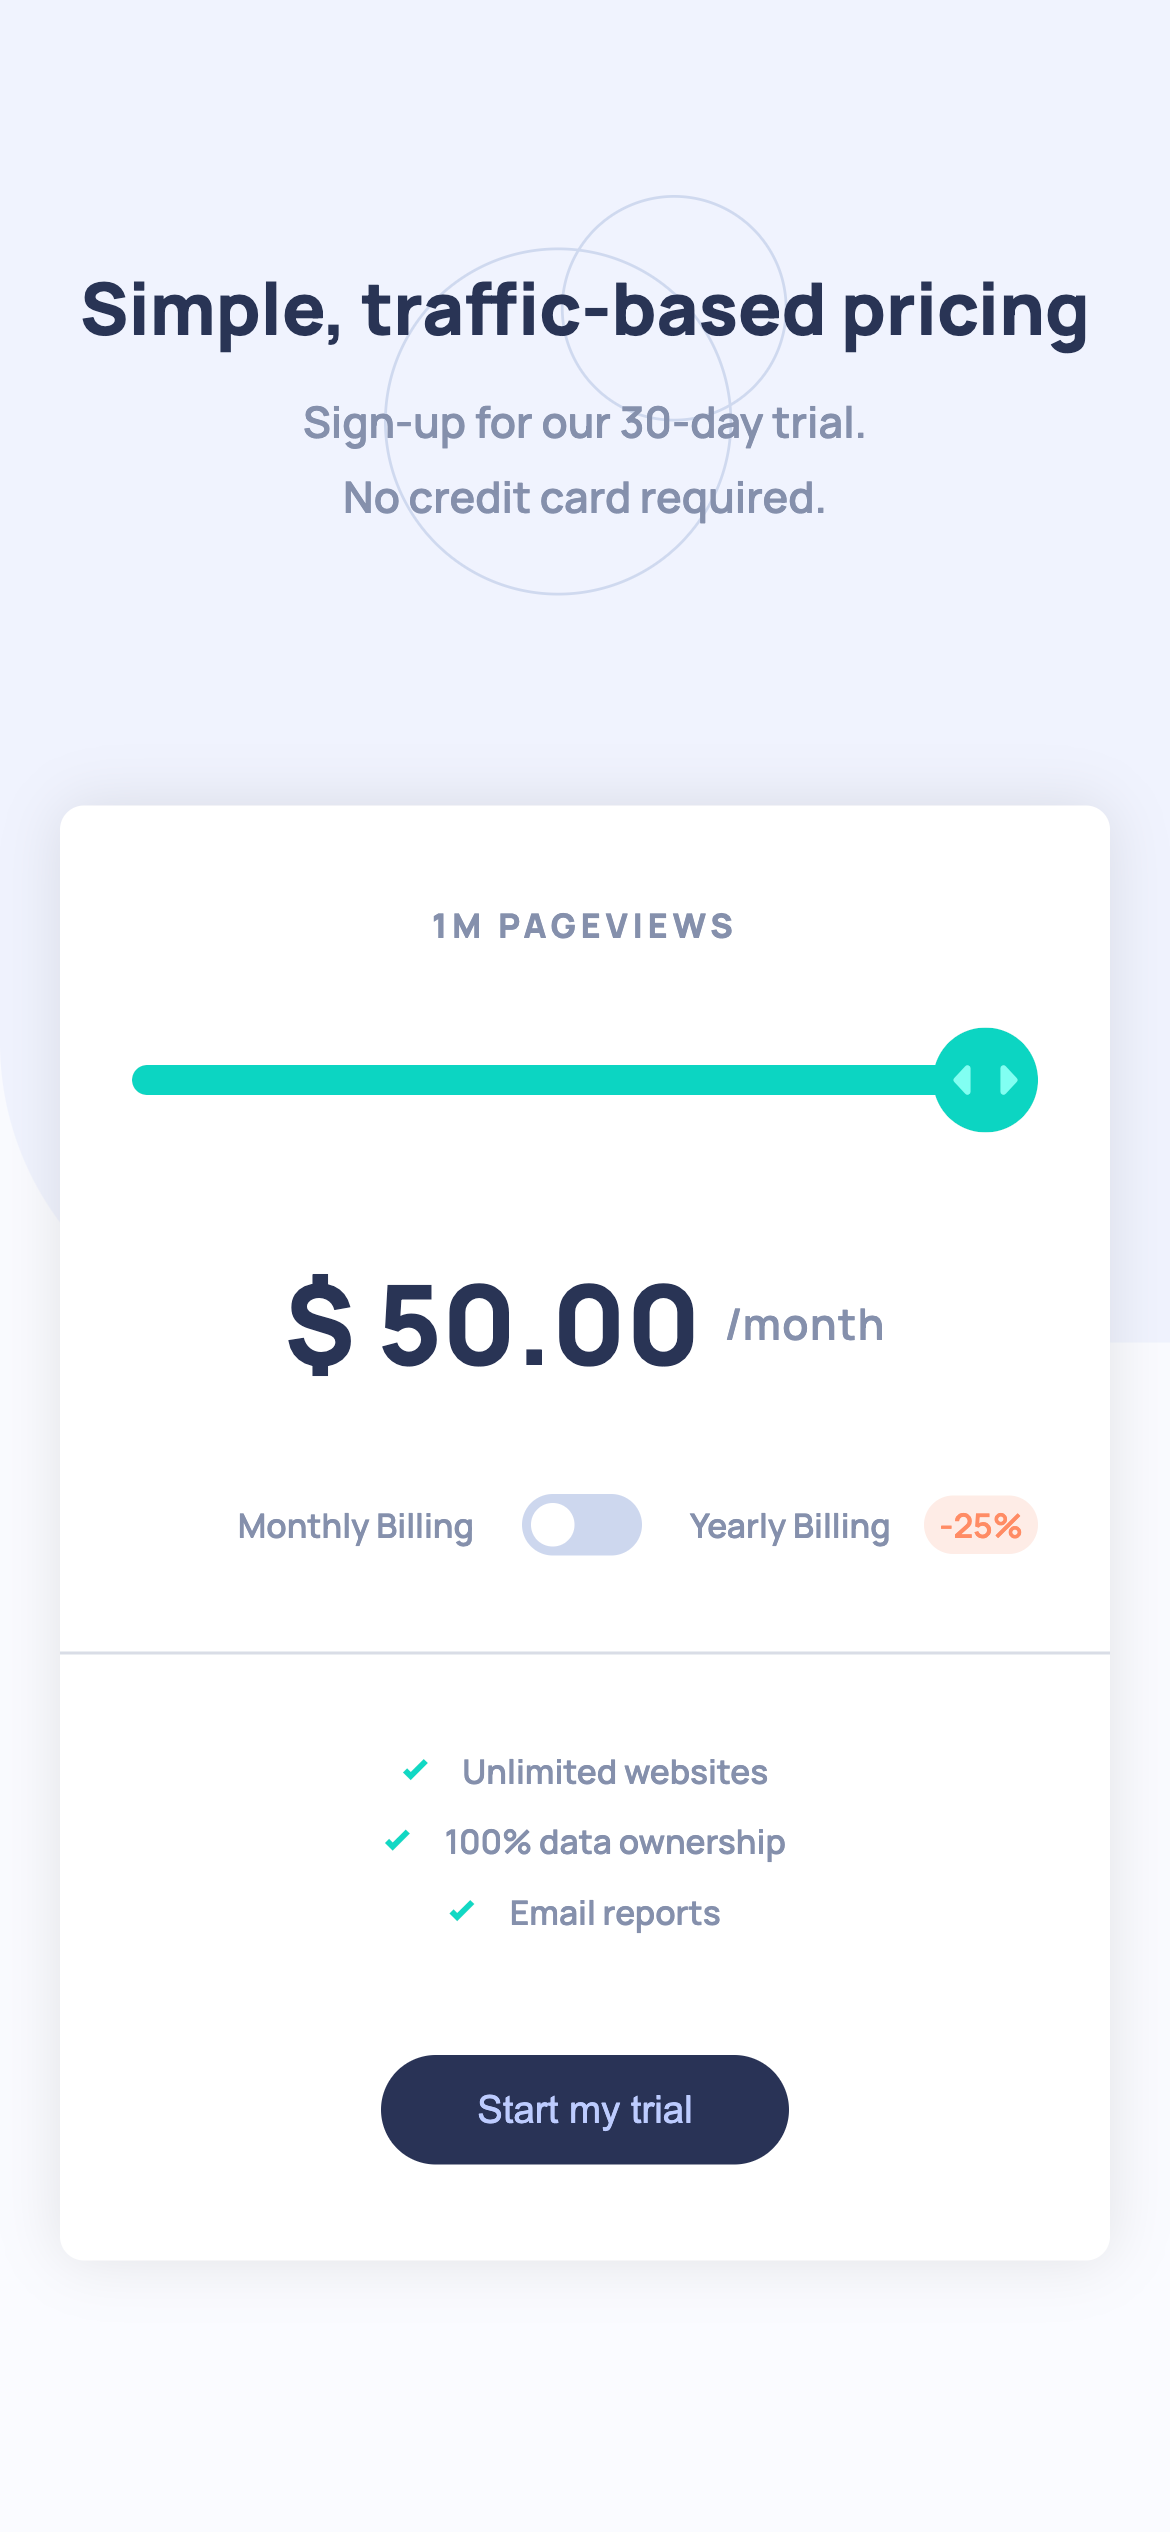 Simple, traffic-based pricing
Sign-up for our 30-day trial.
No credit card required.
1M PAGEVIEWS
$ 50.00 /month
Monthly Billing Yearly Billing -25%
Unlimited websites
100% data ownership
Email reports
Start my trial